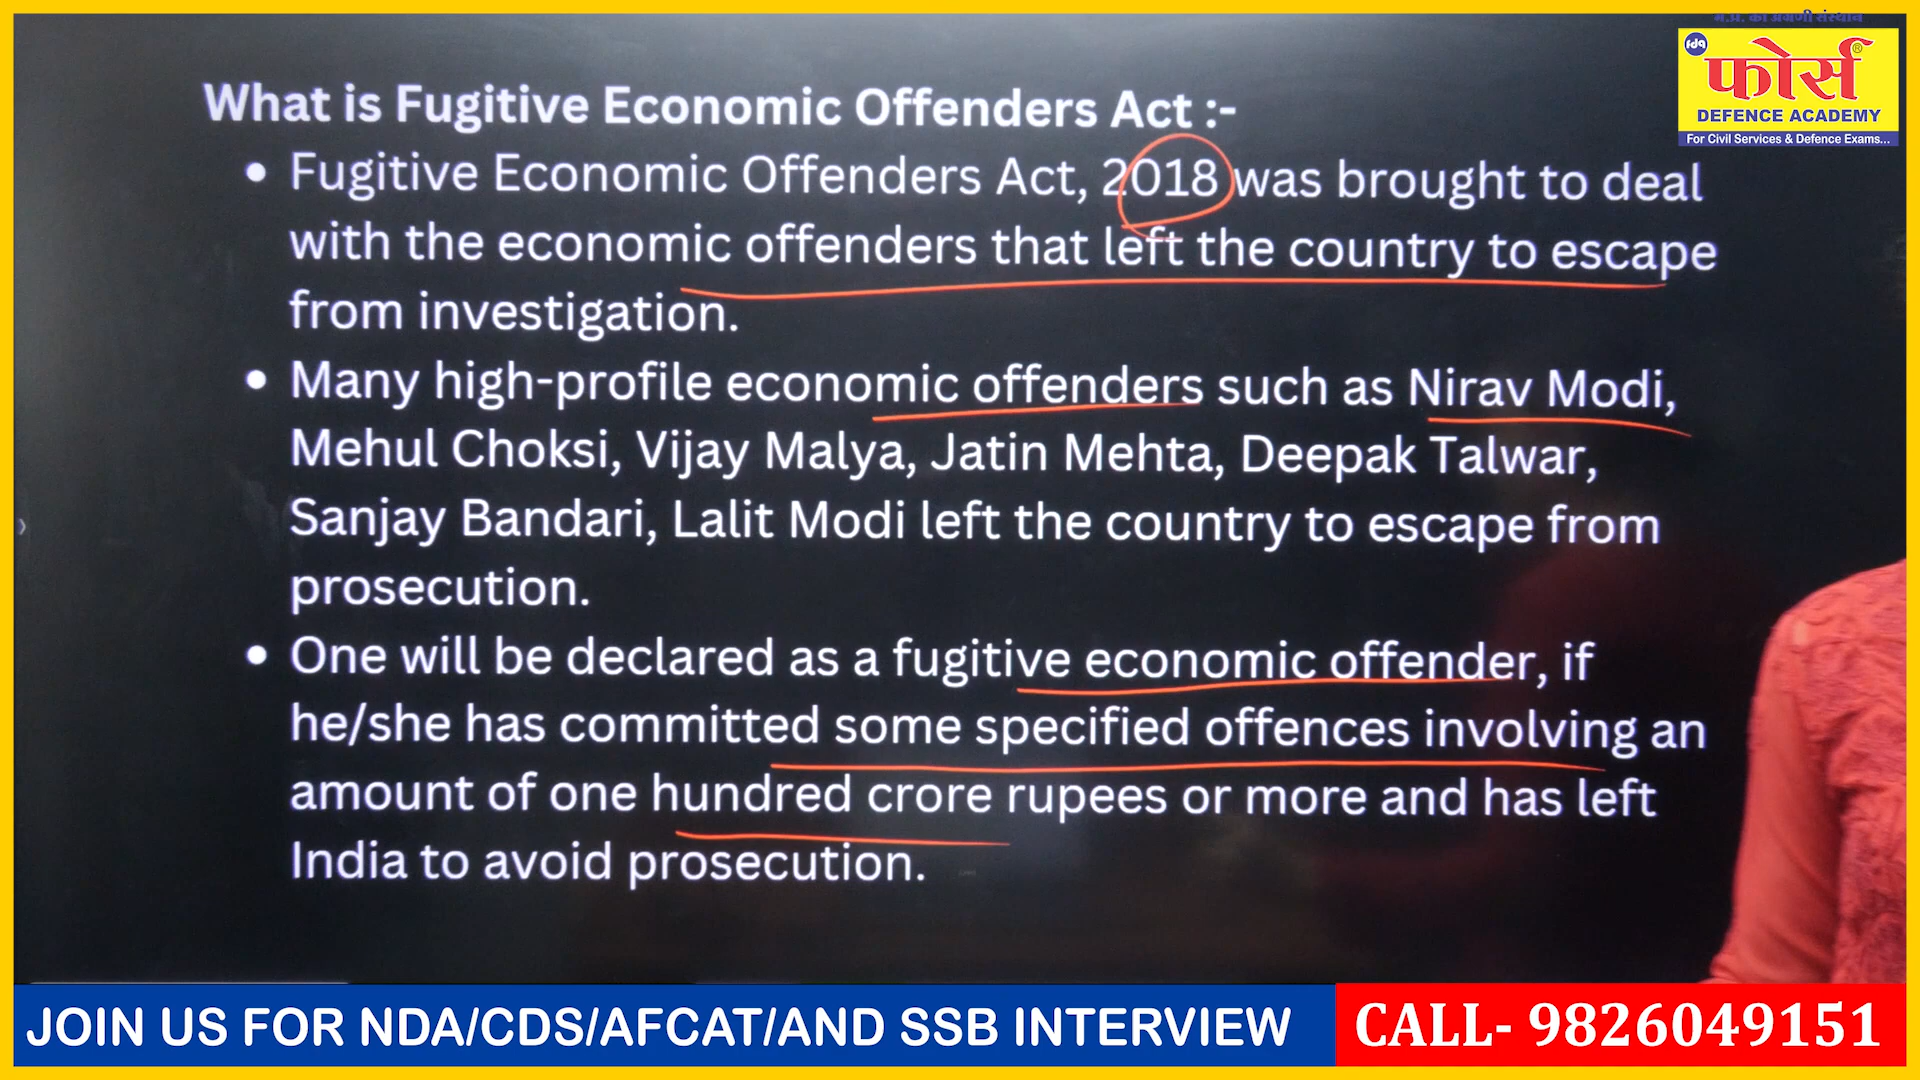 म.प्र. का अग्रणी संस्थान
fda
फोर्स®
DEFENCE ACADEMY
For Civil Services & Defence Exams...
What is Fugitive Economic Offenders Act :-
• Fugitive Economic Offenders Act, 2018 was brought to deal
with the economic offenders that left the country to escape
from investigation.
• Many high-profile economic offenders such as Nirav Modi,
Mehul Choksi, Vijay Malya, Jatin Mehta, Deepak Talwar,
Sanjay Bandari, Lalit Modi left the country to escape from
prosecution.
• One will be declared as a fugitive economic offender, if
he/she has committed some specified offences involving an
amount of one hundred crore rupees or more and has left
India to avoid prosecution.
JOIN US FOR NDA/CDS/AFCAT/AND SSB INTERVIEW
CALL- 9826049151